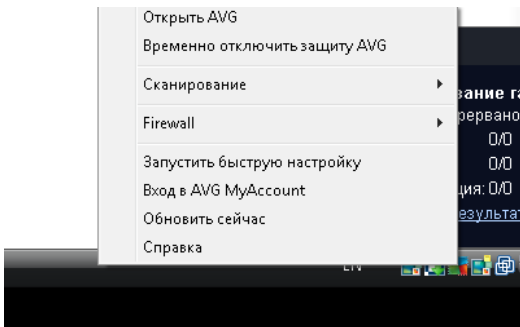 Открыть AVG
Временно отключить защиту AVG
Сканирование
Firewall
Запустить быструю настройку
Вход в AVG MyAccount
Обновить сейчас
Справка
0/0
0/0
0/0
EN